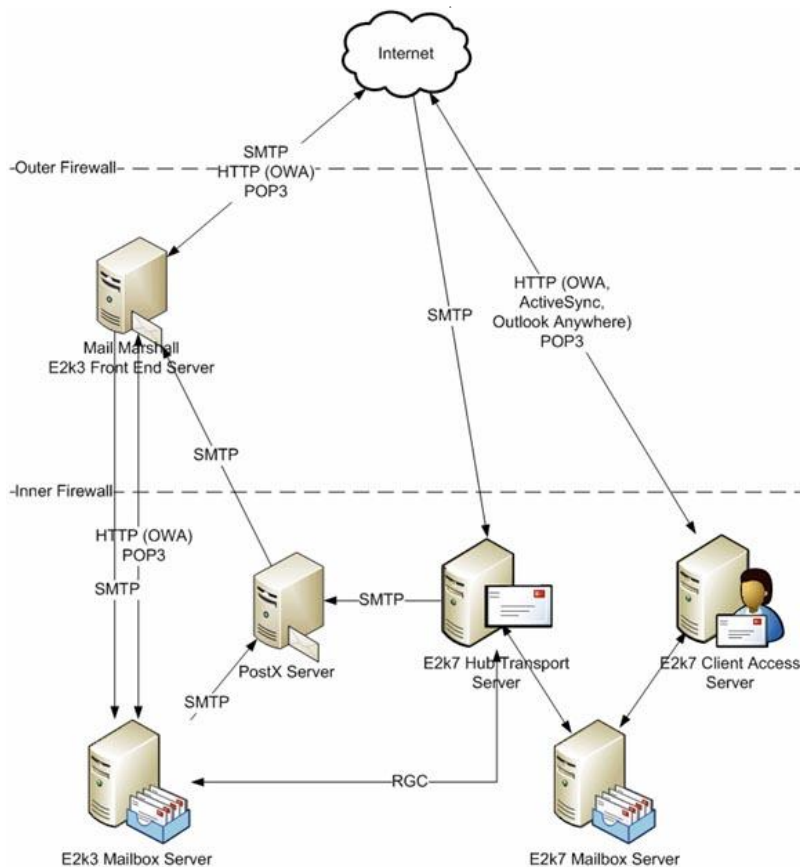 Internet
SMTP
HTTP (OWA)
POP3
Outer Firewall
HTTP (OWA,
ActiveSync,
Outlook Anywhere)
POP3
SMTP
Mail Marshall
E2k3 Front End Server
SMTP
Inner Firewall
HTTP (OWA)
POP3
SMTP
SMTP
PostX Server
E2k7 Hub Transport
Server
E2k7 Client Access
Server
SMTP
RGC
E2k3 Mailbox Server
E2k7 Mailbox Server